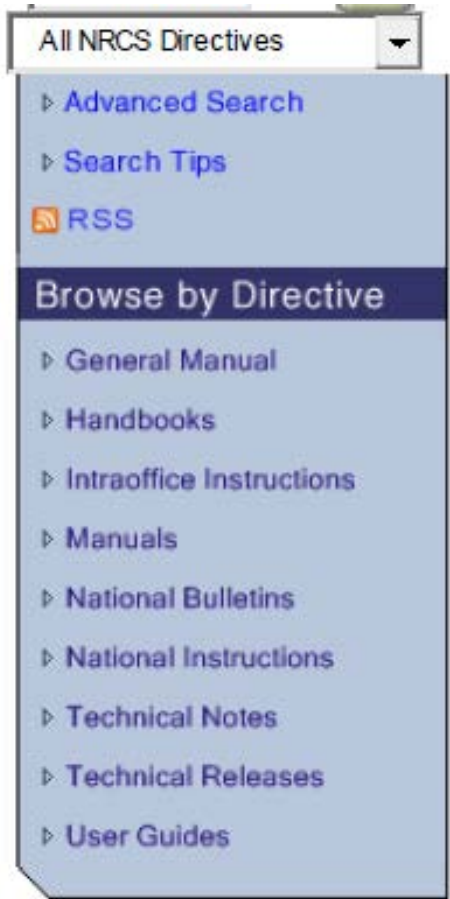 All NRCS Directives
Advanced Search
Search Tips
RSS
Browse by Directive
General Manual
Handbooks
Intraoffice Instructions
Manuals
National Bulletins
National Instructions
Technical Notes
Technical Releases
User Guides